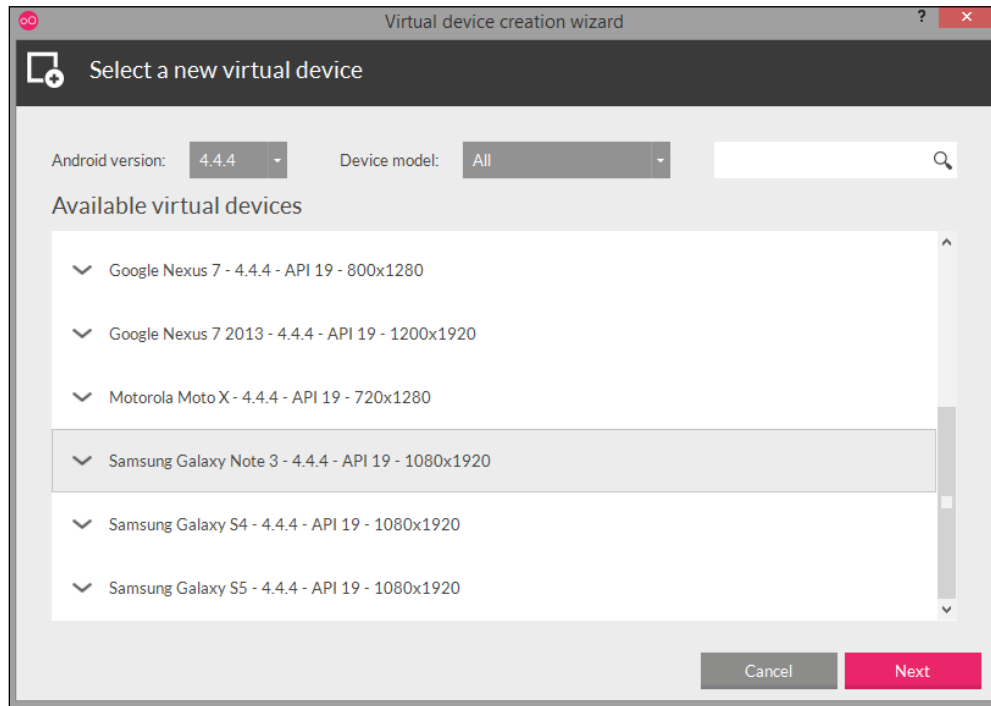 Virtual device creation wizard
Select a new virtual device
Android version: 4.4.4 Device model: All
Available virtual devices
Google Nexus 7 - 4.4.4 - API 19 - 800x1280
Google Nexus 7 2013 - 4.4.4 - API 19 - 1200x1920
Motorola Moto X - 4.4.4 - API 19 - 720x1280
Samsung Galaxy Note 3 - 4.4.4 - API 19 - 1080x1920
Samsung Galaxy S4 - 4.4.4 - API 19 - 1080x1920
Samsung Galaxy S5 - 4.4.4 - API 19 - 1080x1920
Cancel Next